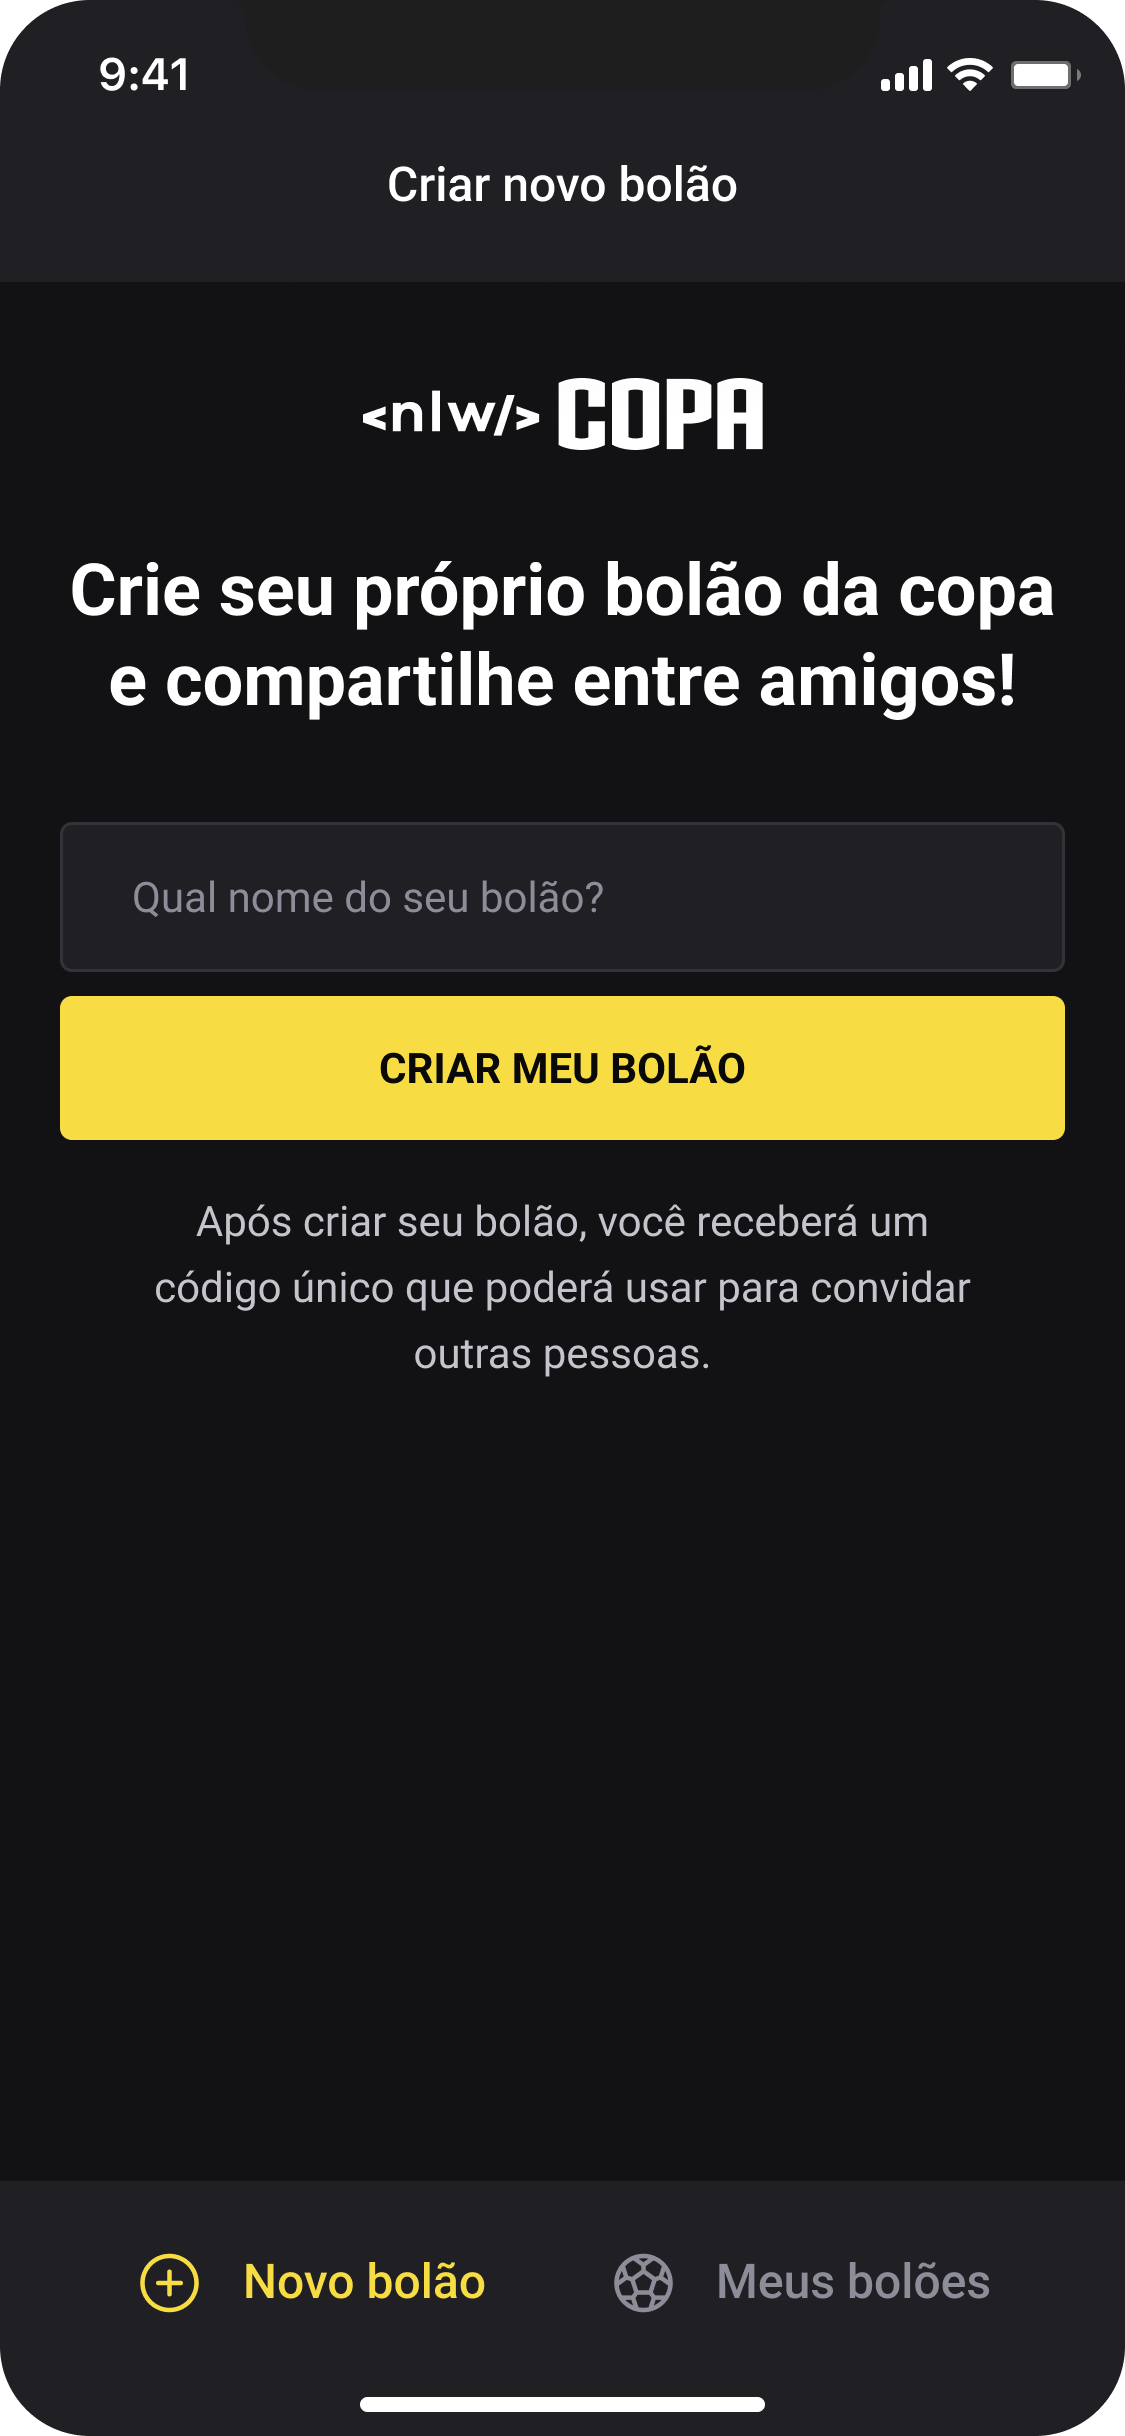 9:41
Criar novo bolão
<nlw/> COPA
Crie seu próprio bolão da copa
e compartilhe entre amigos!
Qual nome do seu bolão?
CRIAR MEU BOLÃO
Após criar seu bolão, você receberá um
código único que poderá usar para convidar
outras pessoas.
Novo bolão
Meus bolões